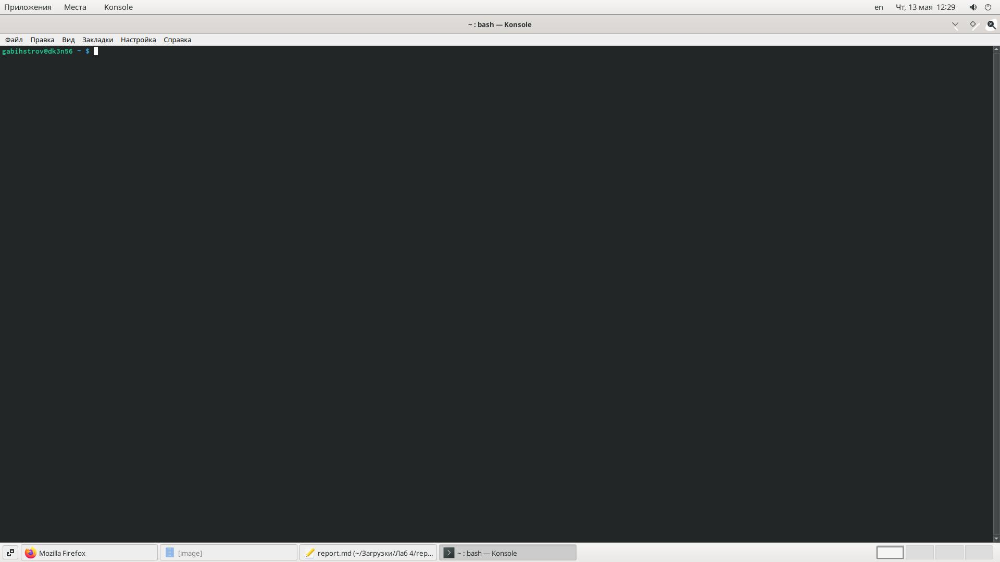 Приложения Места Konsole en Чт, 13 мая 12:29
~ : bash — Konsole
Файл Правка Вид Закладки Настройка Справка
gabihstrov@dk3n56 ~ $
Mozilla Firefox [image] report.md (~/Загрузки/Лаб 4/rep... ~ : bash — Konsole